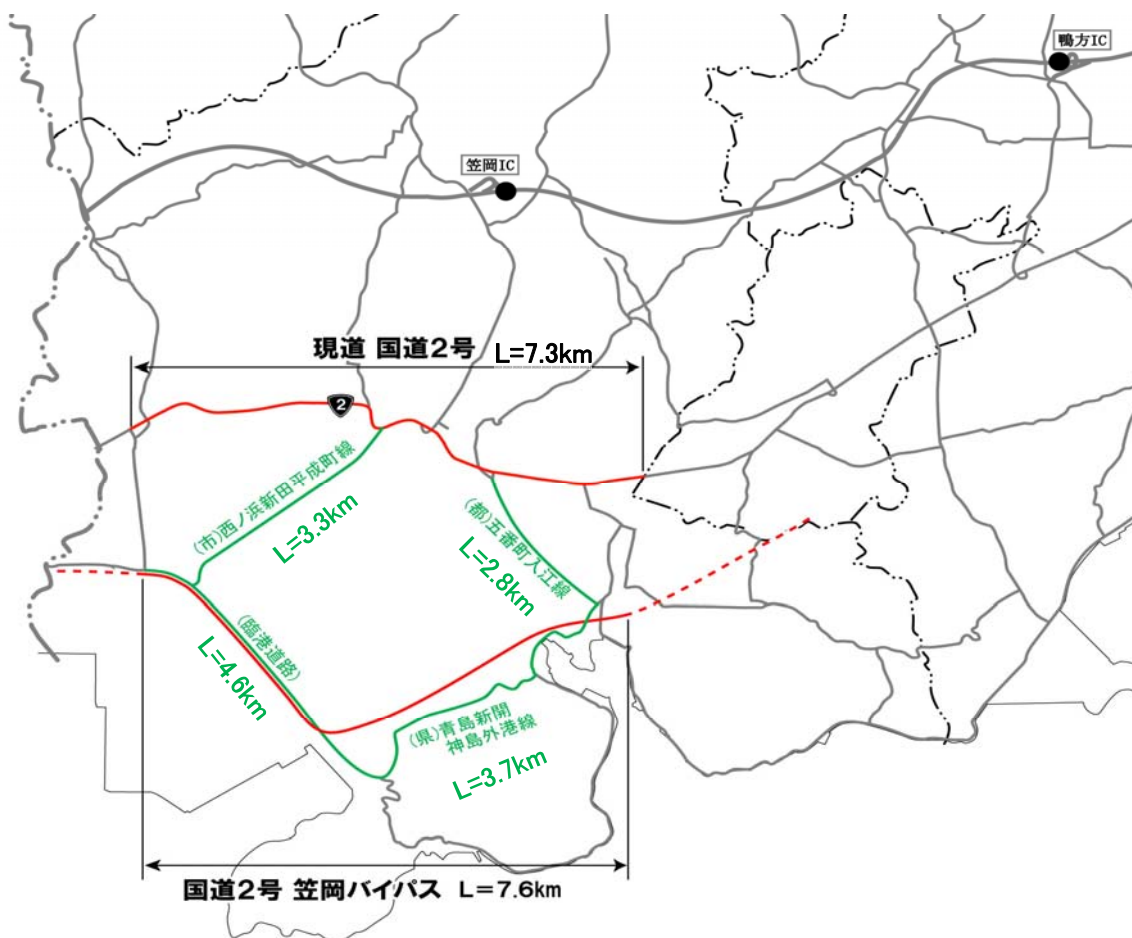 鴨方IC
笠岡IC
現道 国道2号 L=7.3km
2
(市)西ノ浜新田平成町線
L=3.3km
(都)五番町入江線
L=2.8km
(臨港道路)
L=4.6km
(県)青島新開
神島外港線
L=3.7km
国道2号 笠岡バイパス L=7.6km